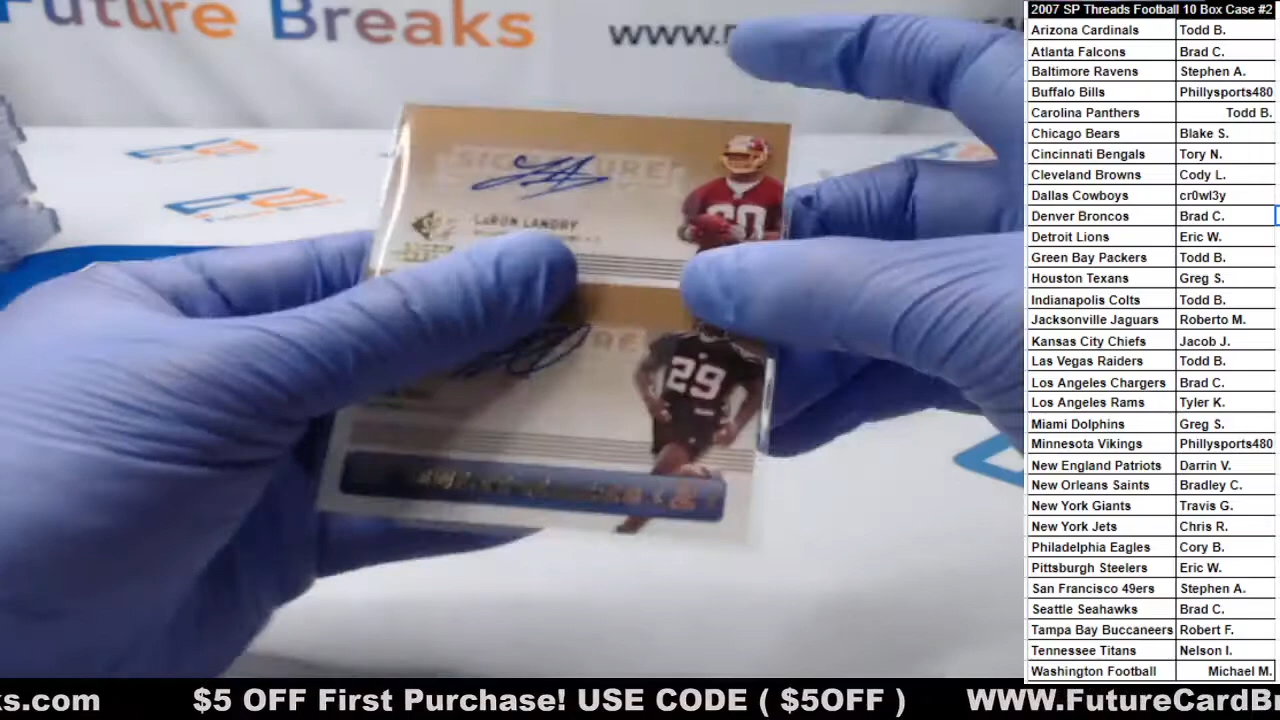 Future Breaks
www.
SIGNATURE
LaRON LANDRY
29
2007 SP Threads Football 10 Box Case #2
Arizona Cardinals Todd B.
Atlanta Falcons Brad C.
Baltimore Ravens Stephen A.
Buffalo Bills Phillysports480
Carolina Panthers Todd B.
Chicago Bears Blake S.
Cincinnati Bengals Tory N.
Cleveland Browns Cody L.
Dallas Cowboys cr0wl3y
Denver Broncos Brad C.
Detroit Lions Eric W.
Green Bay Packers Todd B.
Houston Texans Greg S.
Indianapolis Colts Todd B.
Jacksonville Jaguars Roberto M.
Kansas City Chiefs Jacob J.
Las Vegas Raiders Todd B.
Los Angeles Chargers Brad C.
Los Angeles Rams Tyler K.
Miami Dolphins Greg S.
Minnesota Vikings Phillysports480
New England Patriots Darrin V.
New Orleans Saints Bradley C.
New York Giants Travis G.
New York Jets Chris R.
Philadelphia Eagles Cory B.
Pittsburgh Steelers Eric W.
San Francisco 49ers Stephen A.
Seattle Seahawks Brad C.
Tampa Bay Buccaneers Robert F.
Tennessee Titans Nelson I.
Washington Football Michael M.
ks.com $5 OFF First Purchase! USE CODE ( $5OFF ) WWW.FutureCardBr